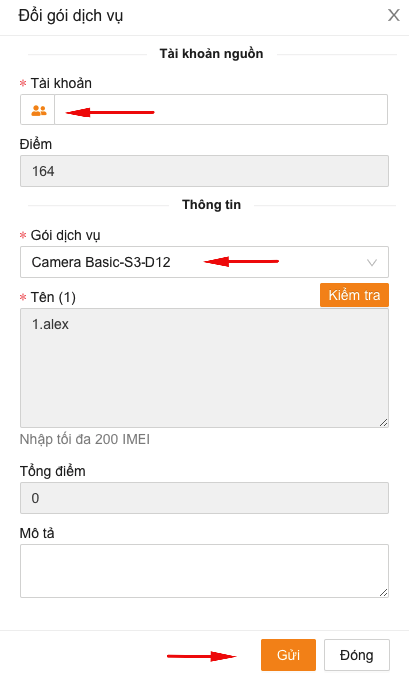 Đổi gói dịch vụ
Tài khoản nguồn
* Tài khoản
Điểm
164
Thông tin
* Gói dịch vụ
Camera Basic-S3-D12
* Tên (1)
Kiểm tra
1.alex
Nhập tối đa 200 IMEI
Tổng điểm
0
Mô tả
Gửi
Đóng